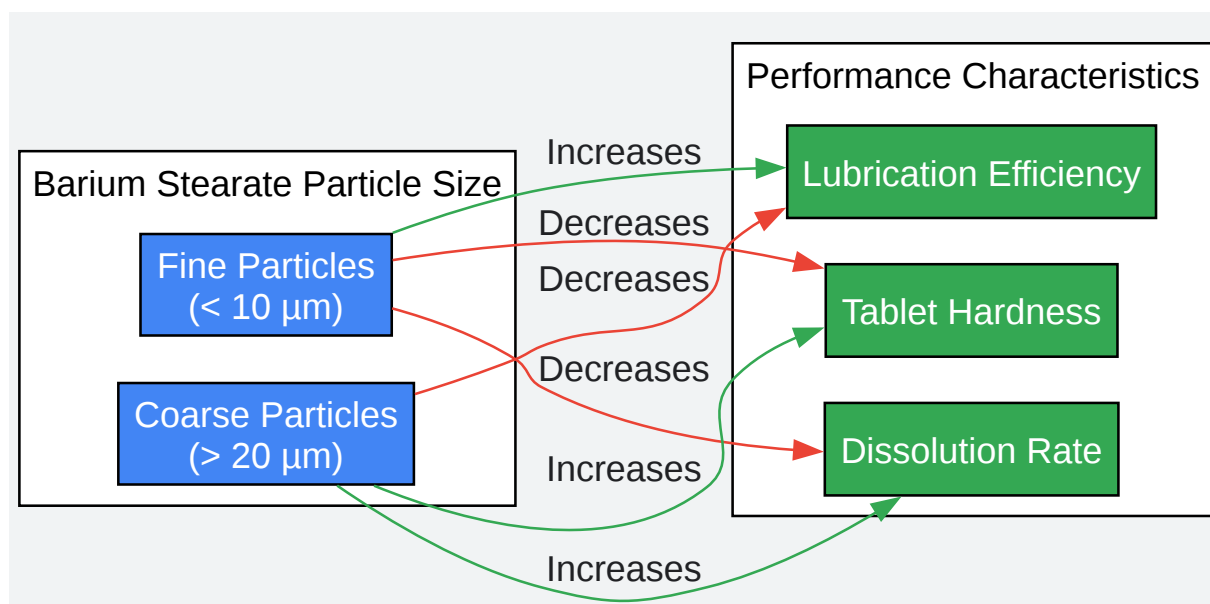 Barium Stearate Particle Size
Fine Particles
(< 10 µm)
Coarse Particles
(> 20 µm)
Increases
Decreases
Decreases
Decreases
Increases
Increases
Performance Characteristics
Lubrication Efficiency
Tablet Hardness
Dissolution Rate